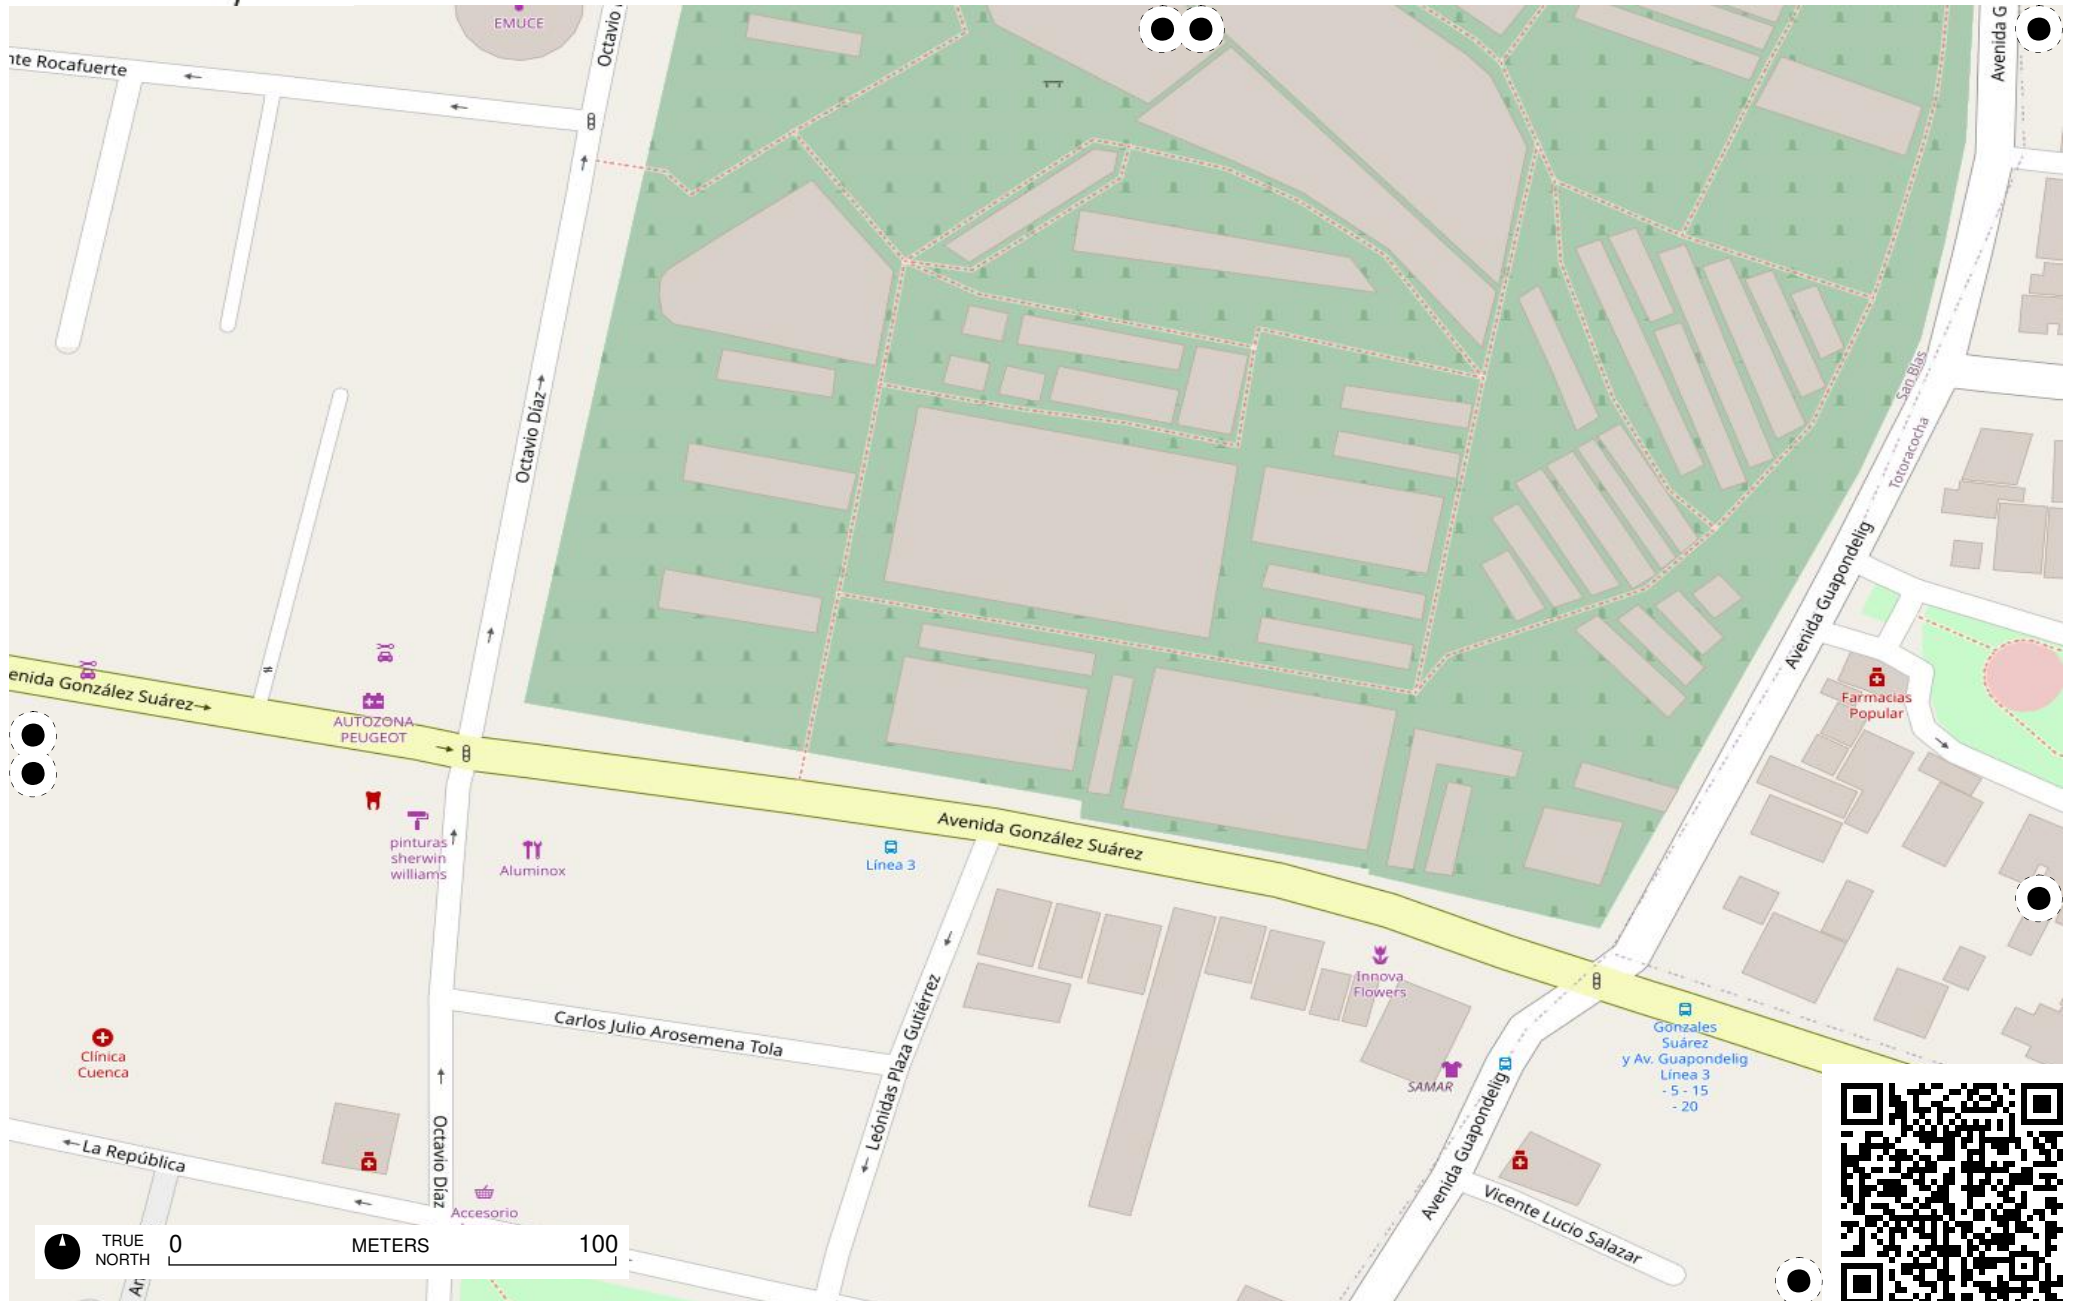 EMUCE
Octavio
Avenida G
nte Rocafuerte
Octavio Díaz
San Blas
Totoracocha
Avenida Guapondelig
enida González Suárez
AUTOZONA
PEUGEOT
Farmacias
Popular
pinturas
sherwin
williams
Aluminox
Avenida González Suárez
Línea 3
Innova
Flowers
Leónidas Plaza Gutiérrez
Carlos Julio Arosemena Tola
Gonzales
Suárez
y Av. Guapondelig
Línea 3
- 5 - 15
- 20
Clínica
Cuenca
SAMAR
Avenida Guapondelig
La República
Octavio Díaz
Accesorio
Vicente Lucio Salazar
TRUE
NORTH
0 METERS 100